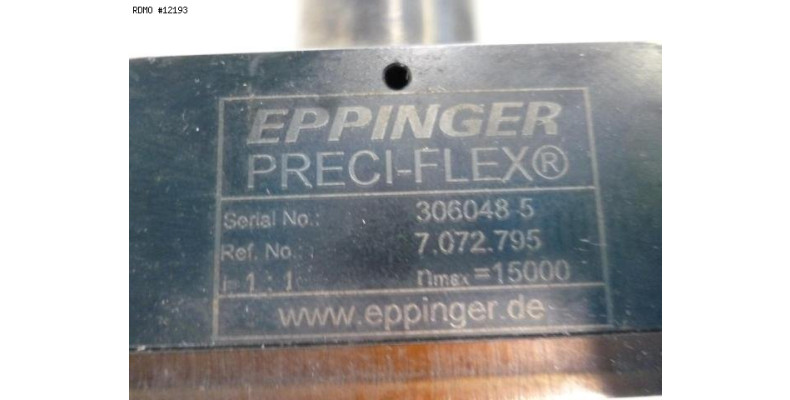 RDMO #12193
EPPINGER
PRECI-FLEX®
Serial No.: 306048 5
Ref. No.: 7.072.795
i= 1 : 1 nmax =15000
www.eppinger.de